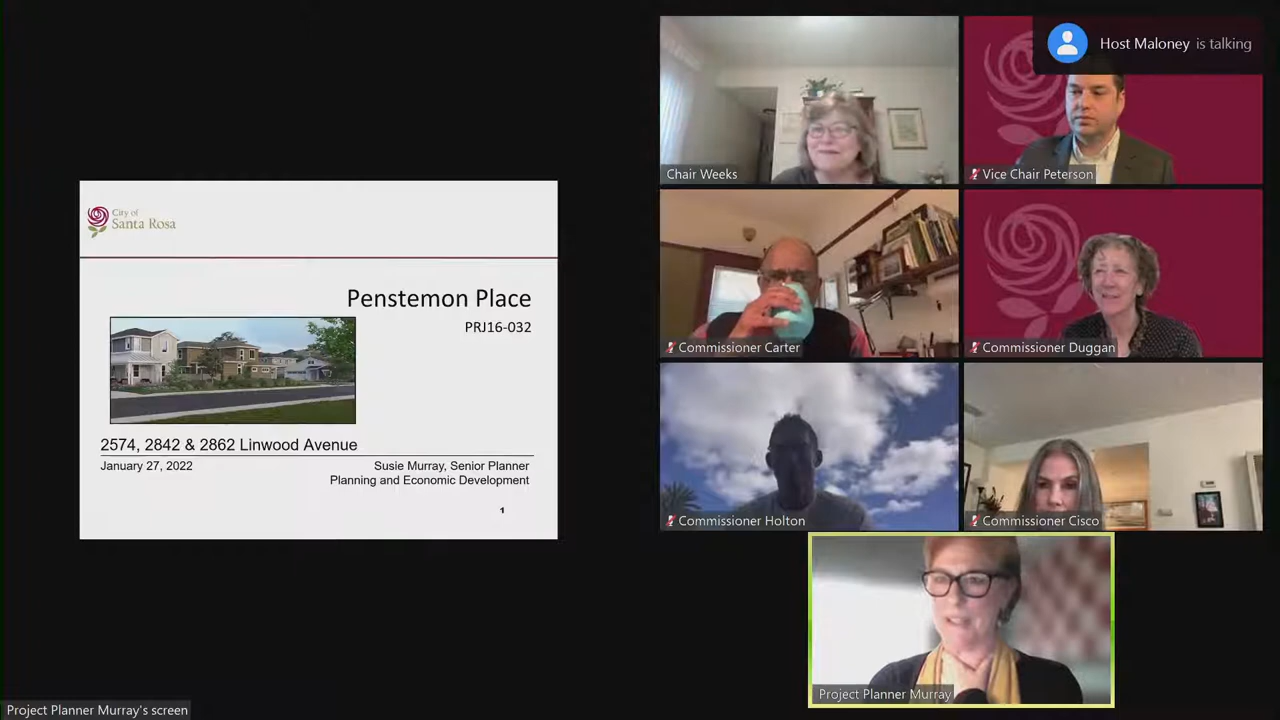 City of
Santa Rosa
Penstemon Place
PRJ16-032
2574, 2842 & 2862 Linwood Avenue
January 27, 2022
Susie Murray, Senior Planner
Planning and Economic Development
1
Host Maloney is talking
Chair Weeks
Vice Chair Peterson
Commissioner Carter
Commissioner Duggan
Commissioner Holton
Commissioner Cisco
Project Planner Murray
Project Planner Murray's screen